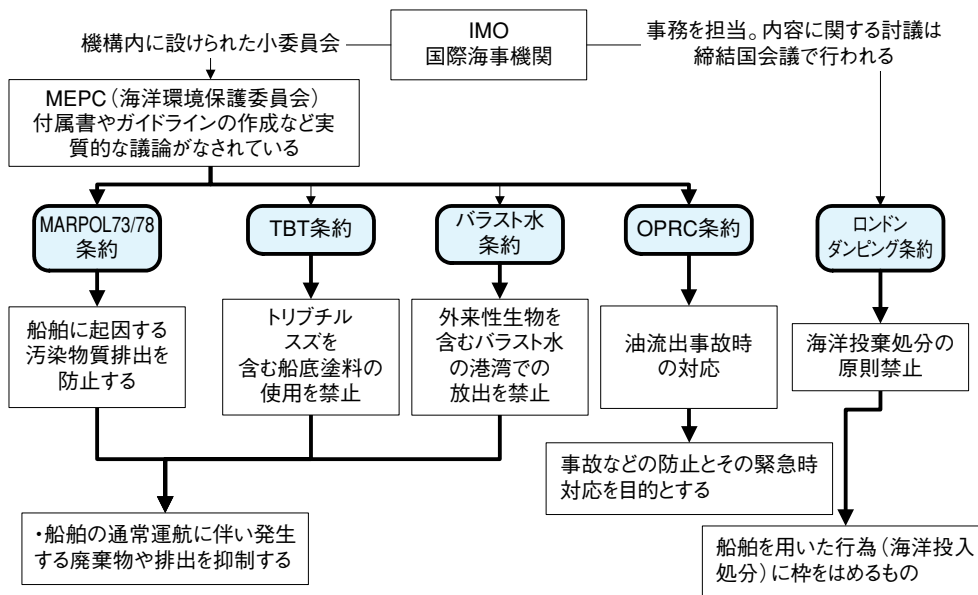 IMO
国際海事機関
機構内に設けられた小委員会
事務を担当。内容に関する討議は
締結国会議で行われる
MEPC（海洋環境保護委員会）
付属書やガイドラインの作成など実
質的な議論がなされている
MARPOL73/78
条約
TBT条約
バラスト水
条約
OPRC条約
ロンドン
ダンピング条約
船舶に起因する
汚染物質排出を
防止する
トリブチル
スズを
含む船底塗料の
使用を禁止
外来性生物を
含むバラスト水
の港湾での
放出を禁止
油流出事故時
の対応
海洋投棄処分の
原則禁止
事故などの防止とその緊急時
対応を目的とする
・船舶の通常運航に伴い発生
する廃棄物や排出を抑制する
船舶を用いた行為（海洋投入
処分）に枠をはめるもの